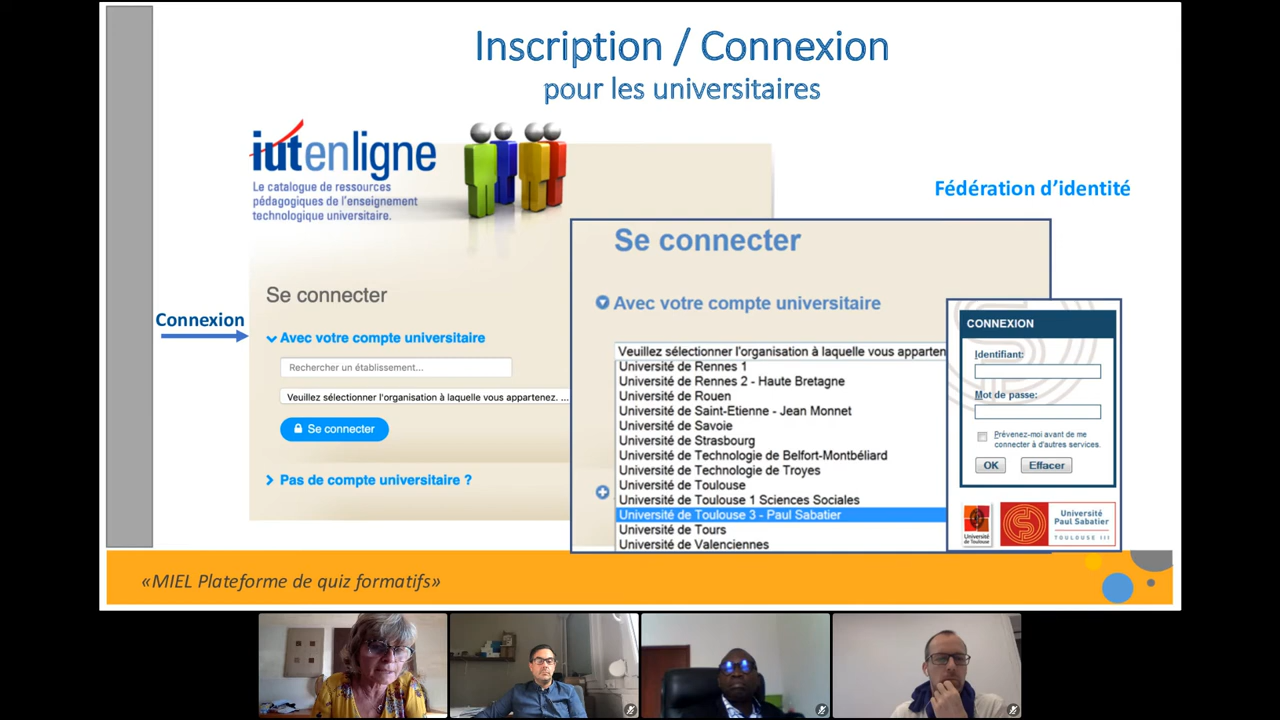 Inscription / Connexion
pour les universitaires
iutenligne
Le catalogue de ressources
pédagogiques de l'enseignement
technologique universitaire.
Fédération d'identité
Connexion
Se connecter
Avec votre compte universitaire
Rechercher un établissement...
Veuillez sélectionner l'organisation à laquelle vous appartenez. ...
Se connecter
Pas de compte universitaire ?
Se connecter
Avec votre compte universitaire
Veuillez sélectionner l'organisation à laquelle vous apparten
Université de Rennes 1
Université de Rennes 2 - Haute Bretagne
Université de Rouen
Université de Saint-Etienne - Jean Monnet
Université de Savoie
Université de Strasbourg
Université de Technologie de Belfort-Montbéliard
Université de Technologie de Troyes
Université de Toulouse
Université de Toulouse 1 Sciences Sociales
Université de Toulouse 3 - Paul Sabatier
Université de Tours
Université de Valenciennes
CONNEXION
Identifiant:
Mot de passe:
Prévenez-moi avant de me
connecter à d'autres services.
OK
Effacer
Université
de Toulouse
Université
Paul Sabatier
TOULOUSE III
«MIEL Plateforme de quiz formatifs»